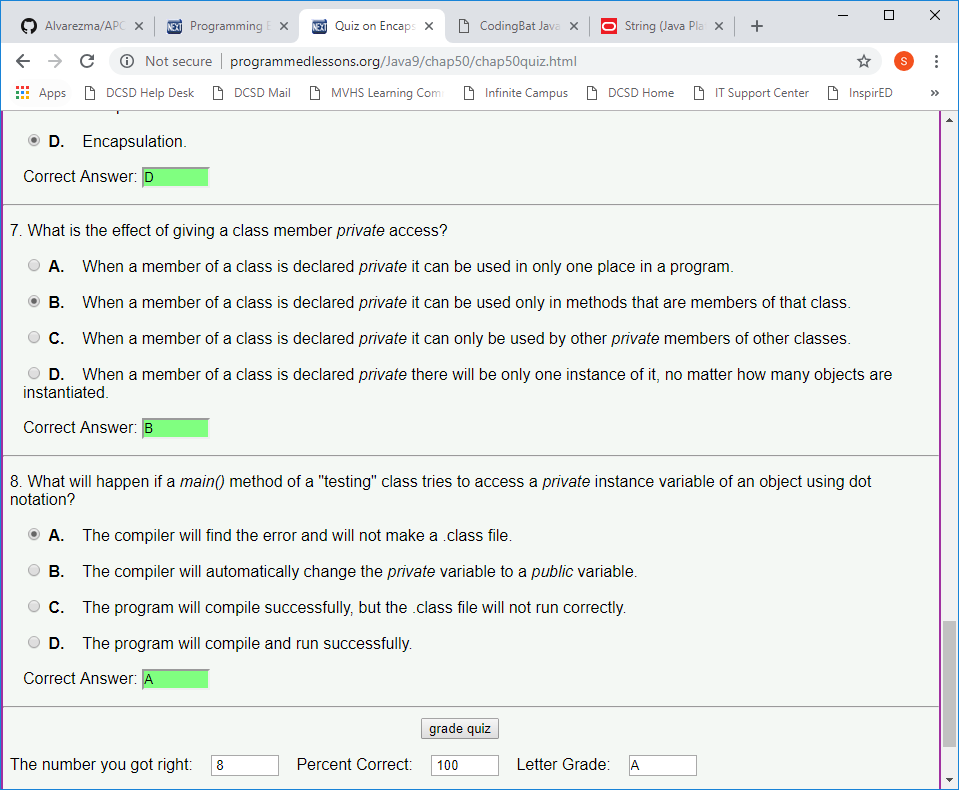 Alvarezma/APC
Programming E
Quiz on Encaps
CodingBat Java
String (Java Pla
Not secure | programmedlessons.org/Java9/chap50/chap50quiz.html
S
Apps DCSD Help Desk DCSD Mail MVHS Learning Com Infinite Campus DCSD Home IT Support Center InspirED »
D. Encapsulation.
Correct Answer: D
7. What is the effect of giving a class member private access?
A. When a member of a class is declared private it can be used in only one place in a program.
B. When a member of a class is declared private it can be used only in methods that are members of that class.
C. When a member of a class is declared private it can only be used by other private members of other classes.
D. When a member of a class is declared private there will be only one instance of it, no matter how many objects are
instantiated.
Correct Answer: B
8. What will happen if a main() method of a "testing" class tries to access a private instance variable of an object using dot
notation?
A. The compiler will find the error and will not make a .class file.
B. The compiler will automatically change the private variable to a public variable.
C. The program will compile successfully, but the .class file will not run correctly.
D. The program will compile and run successfully.
Correct Answer: A
grade quiz
The number you got right: 8 Percent Correct: 100 Letter Grade: A